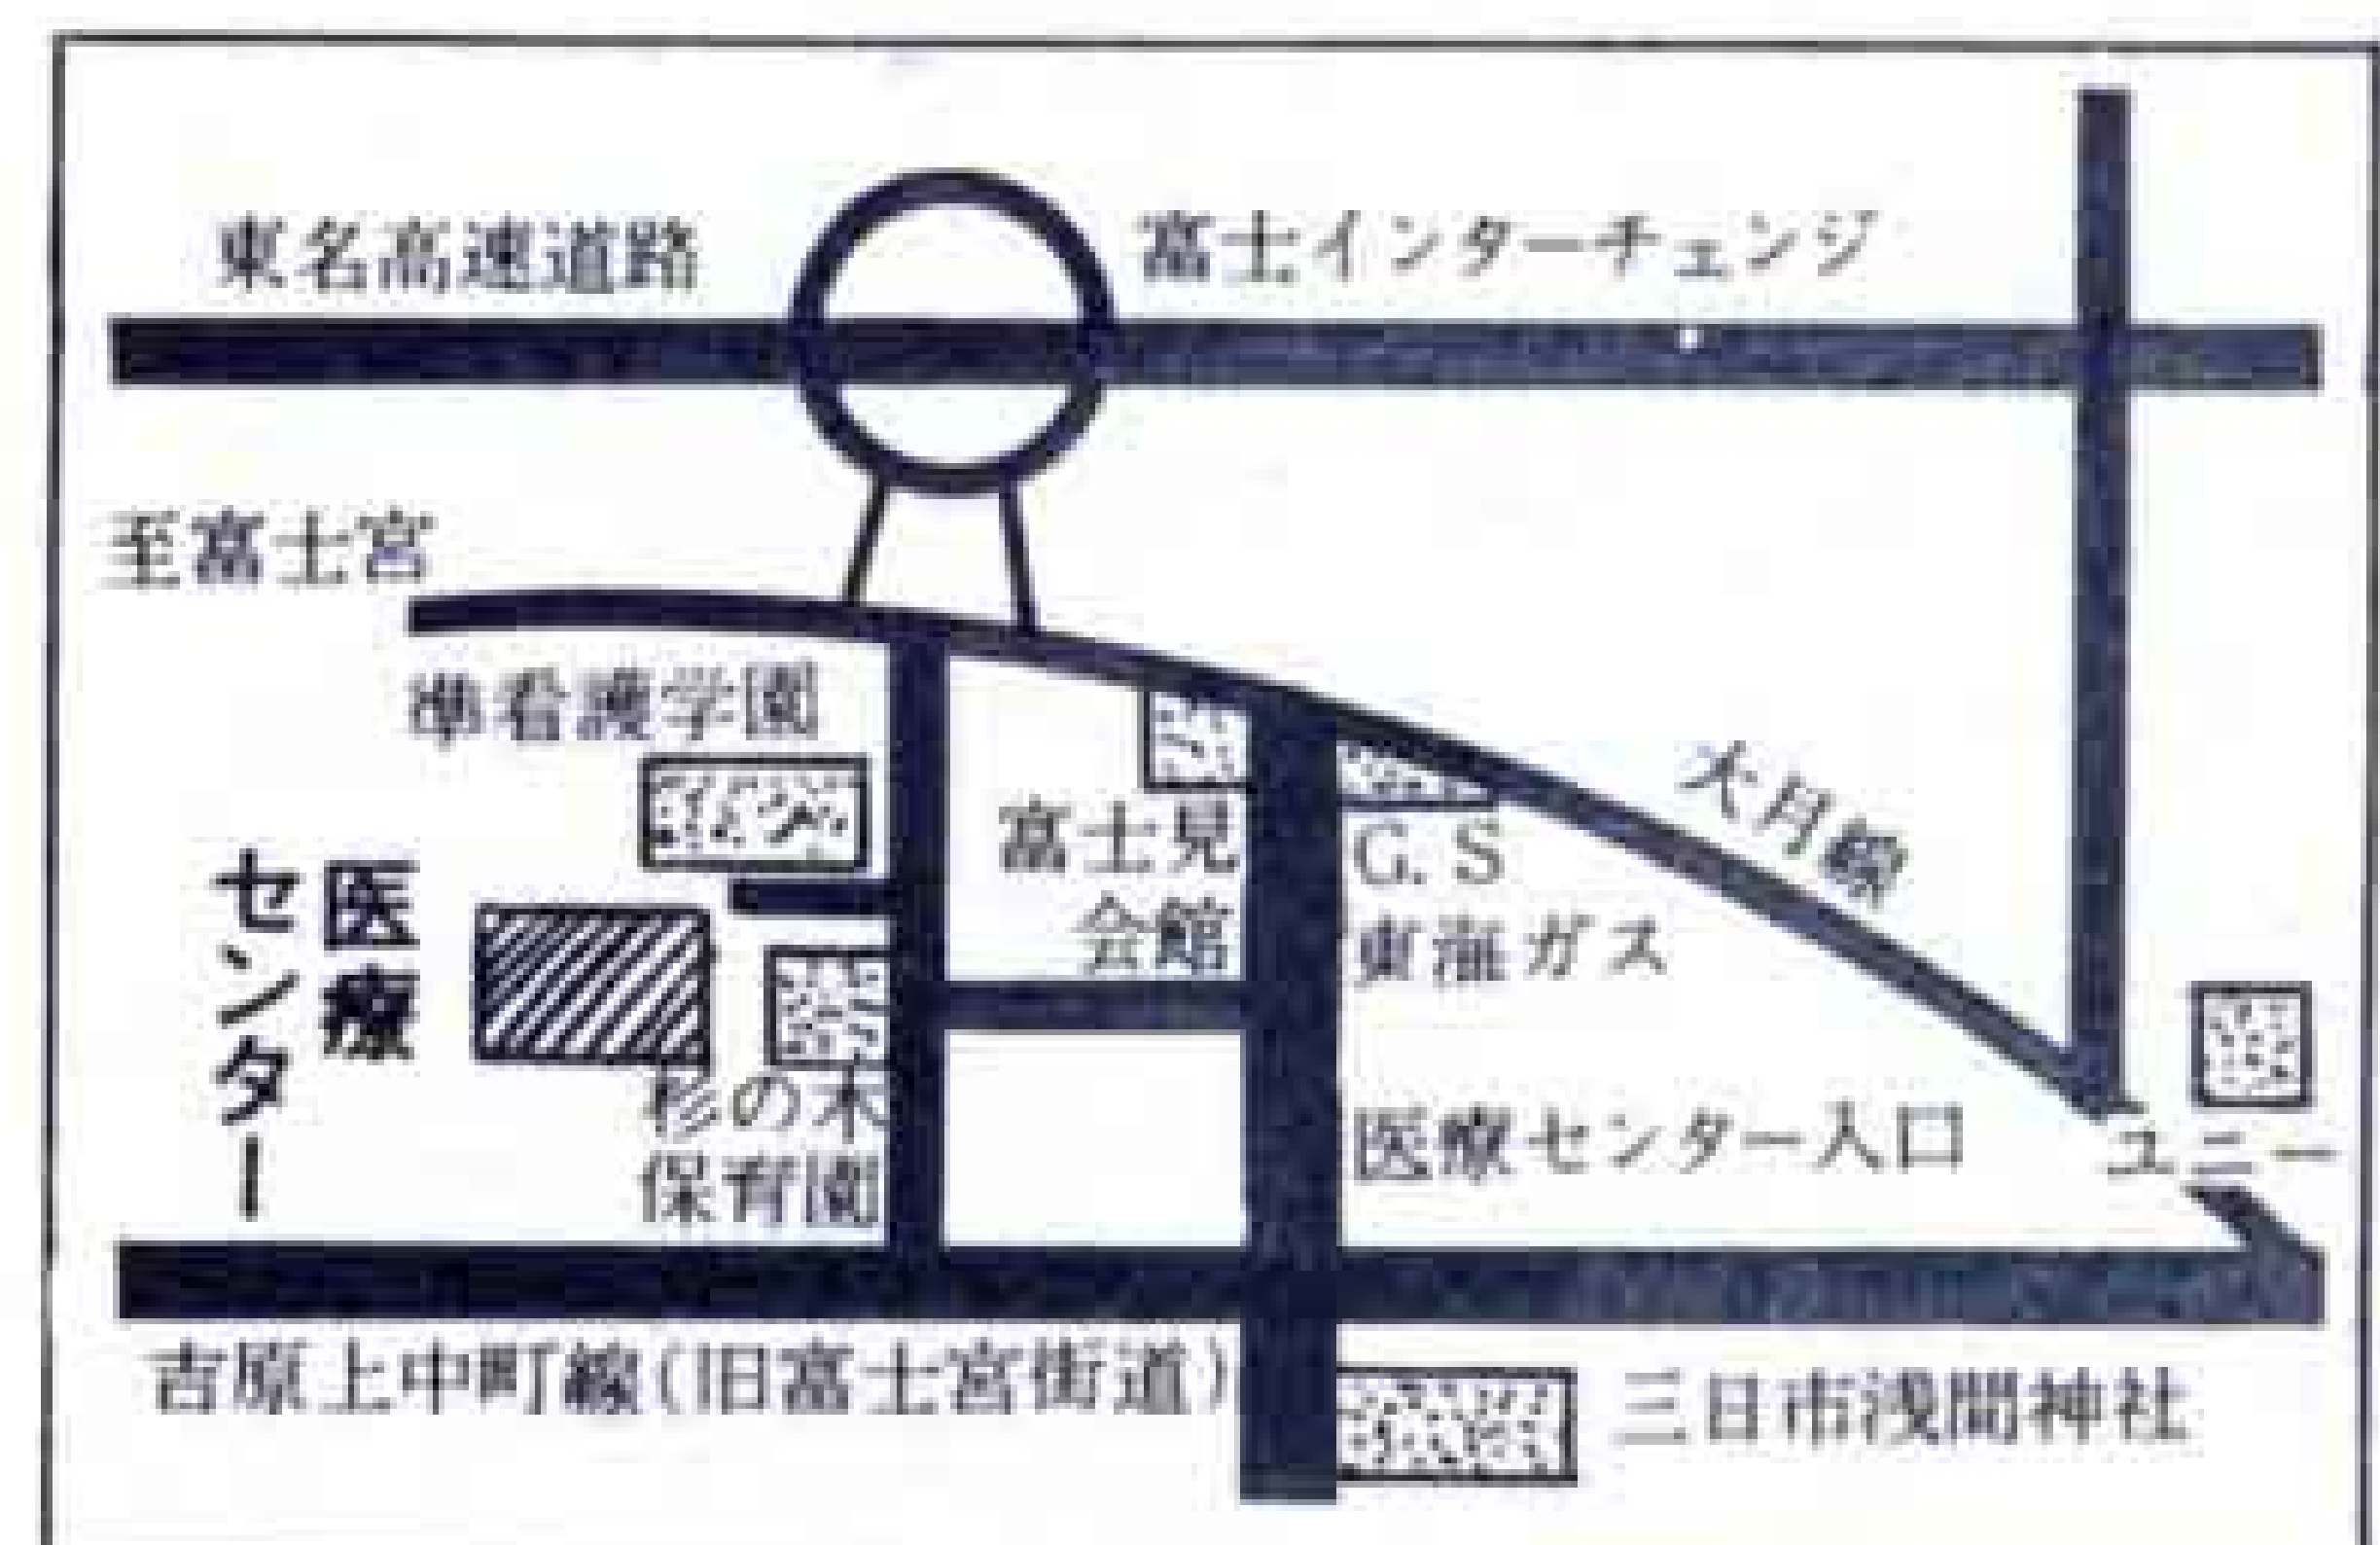 東名高速道路
富士インターチェンジ
至富士宮
准看護学園
大月線
富士見
会館
G.S
東海ガス
医療
センター
杉の木
保育園
医療センター入口
ユニー
吉原上中町線(旧富士宮街道)
三日市浅間神社